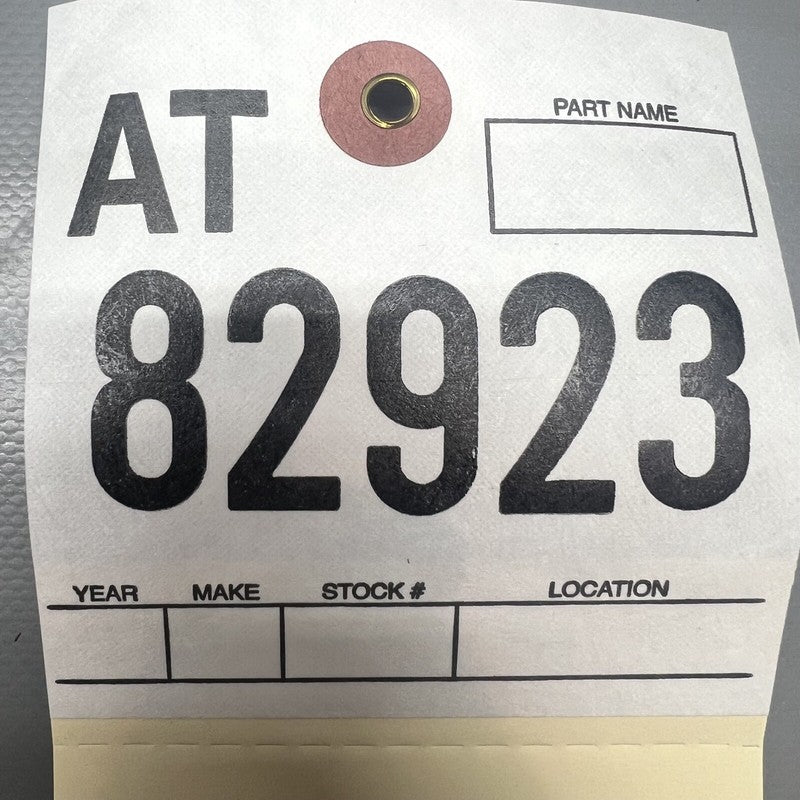 AT
PART NAME
82923
YEAR MAKE STOCK # LOCATION